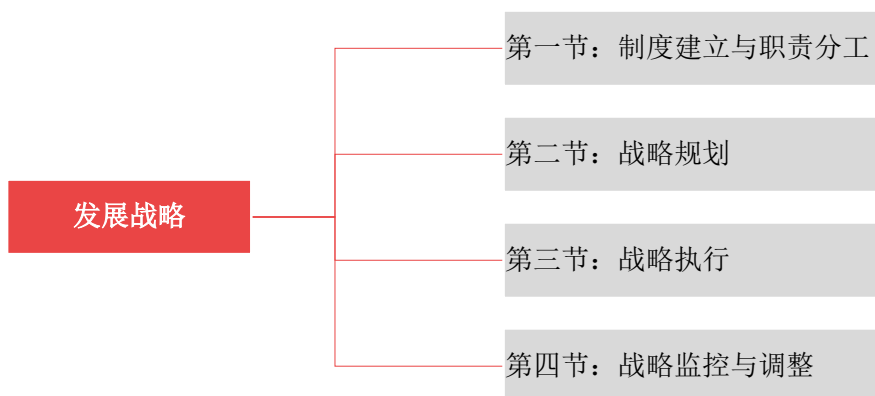 第一节：制度建立与职责分工
第二节：战略规划
发展战略
第三节：战略执行
第四节：战略监控与调整